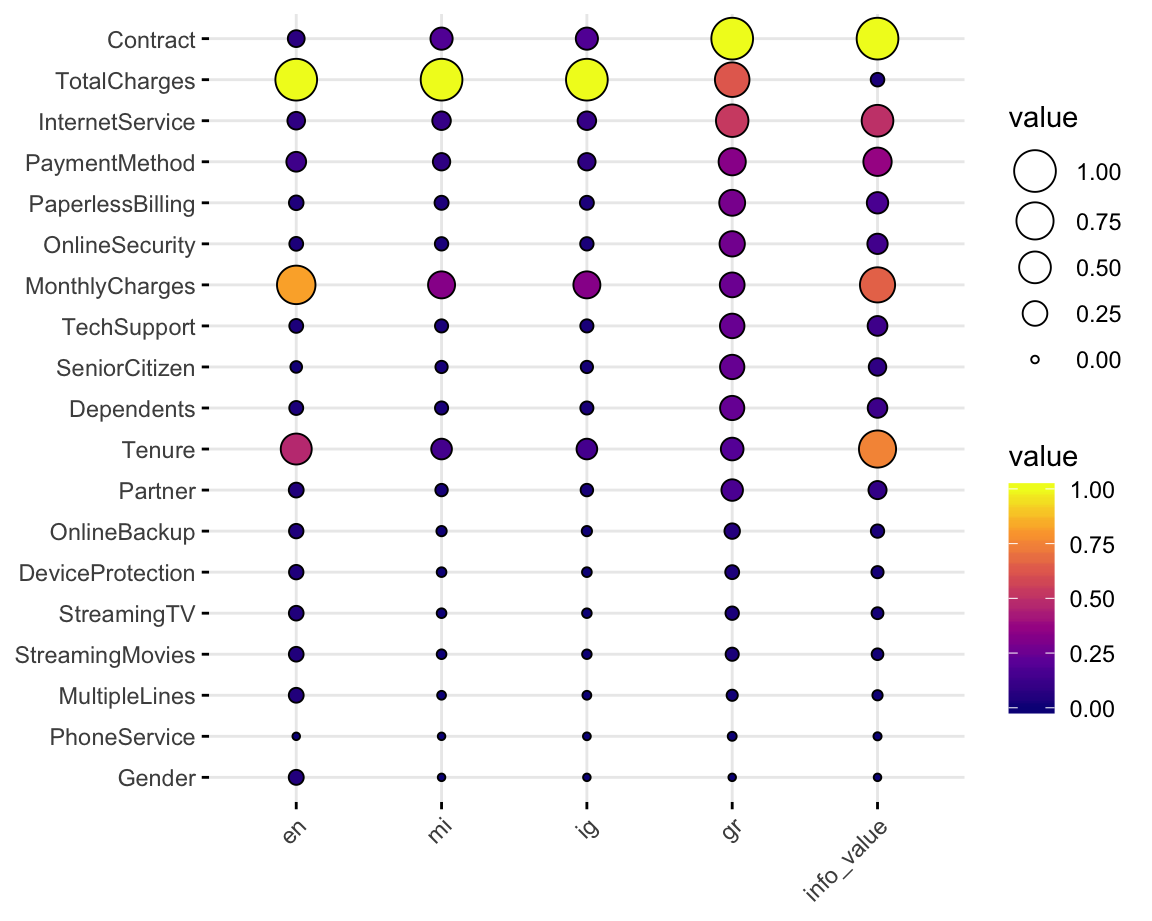 Contract
TotalCharges
InternetService
PaymentMethod
PaperlessBilling
OnlineSecurity
MonthlyCharges
TechSupport
SeniorCitizen
Dependents
Tenure
Partner
OnlineBackup
DeviceProtection
StreamingTV
StreamingMovies
MultipleLines
PhoneService
Gender
en
mi
ig
gr
info_value
value
1.00
0.75
0.50
0.25
0.00
value
1.00
0.75
0.50
0.25
0.00